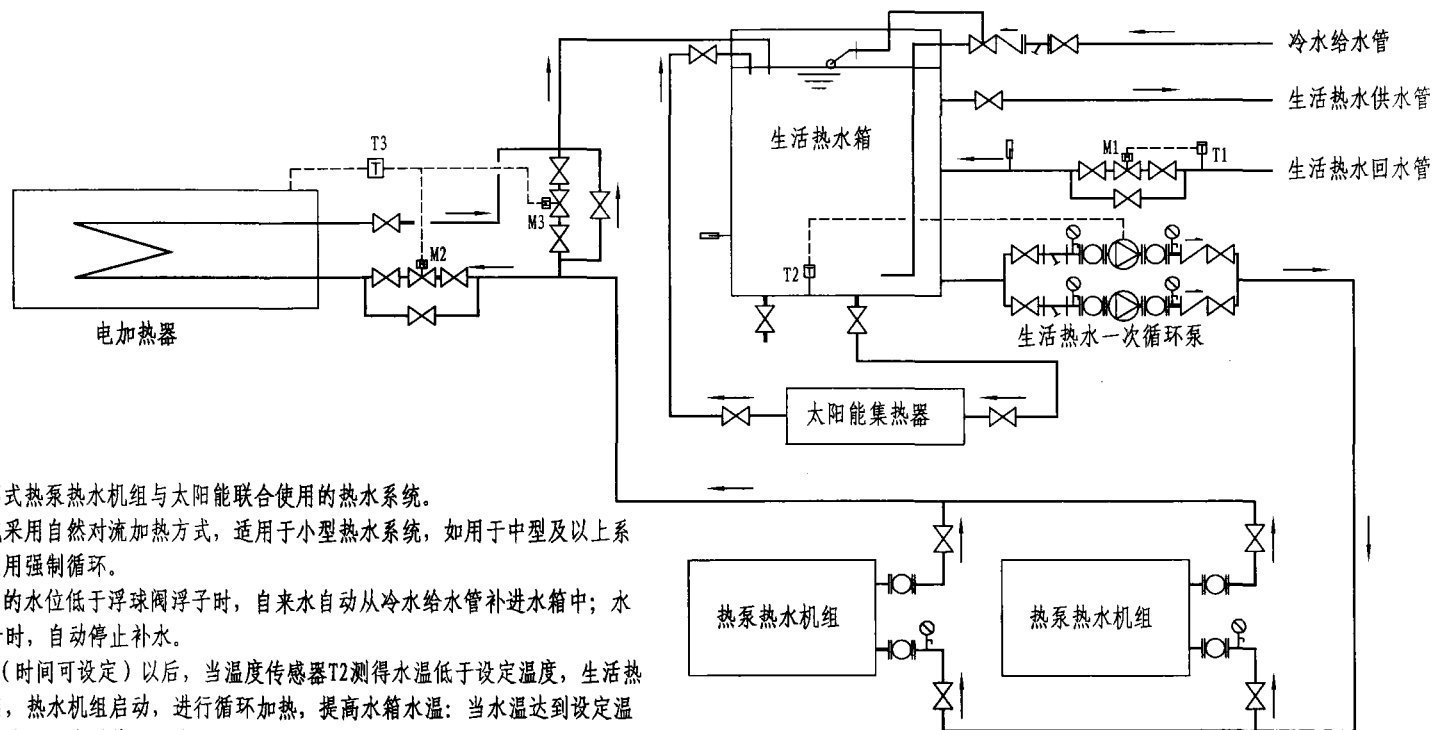 冷水给水管
生活热水供水管
生活热水箱
T3
M1
T1
生活热水回水管
M3
M2
T2
电加热器
生活热水一次循环泵
太阳能集热器
式热泵热水机组与太阳能联合使用的热水系统。
采用自然对流加热方式，适用于小型热水系统，如用于中型及以上系
用强制循环。
的水位低于浮球阀浮子时，自来水自动从冷水给水管补进水箱中；水
时，自动停止补水。
（时间可设定）以后，当温度传感器T2测得水温低于设定温度，生活热
，热水机组启动，进行循环加热，提高水箱水温：当水温达到设定温
热泵热水机组
热泵热水机组